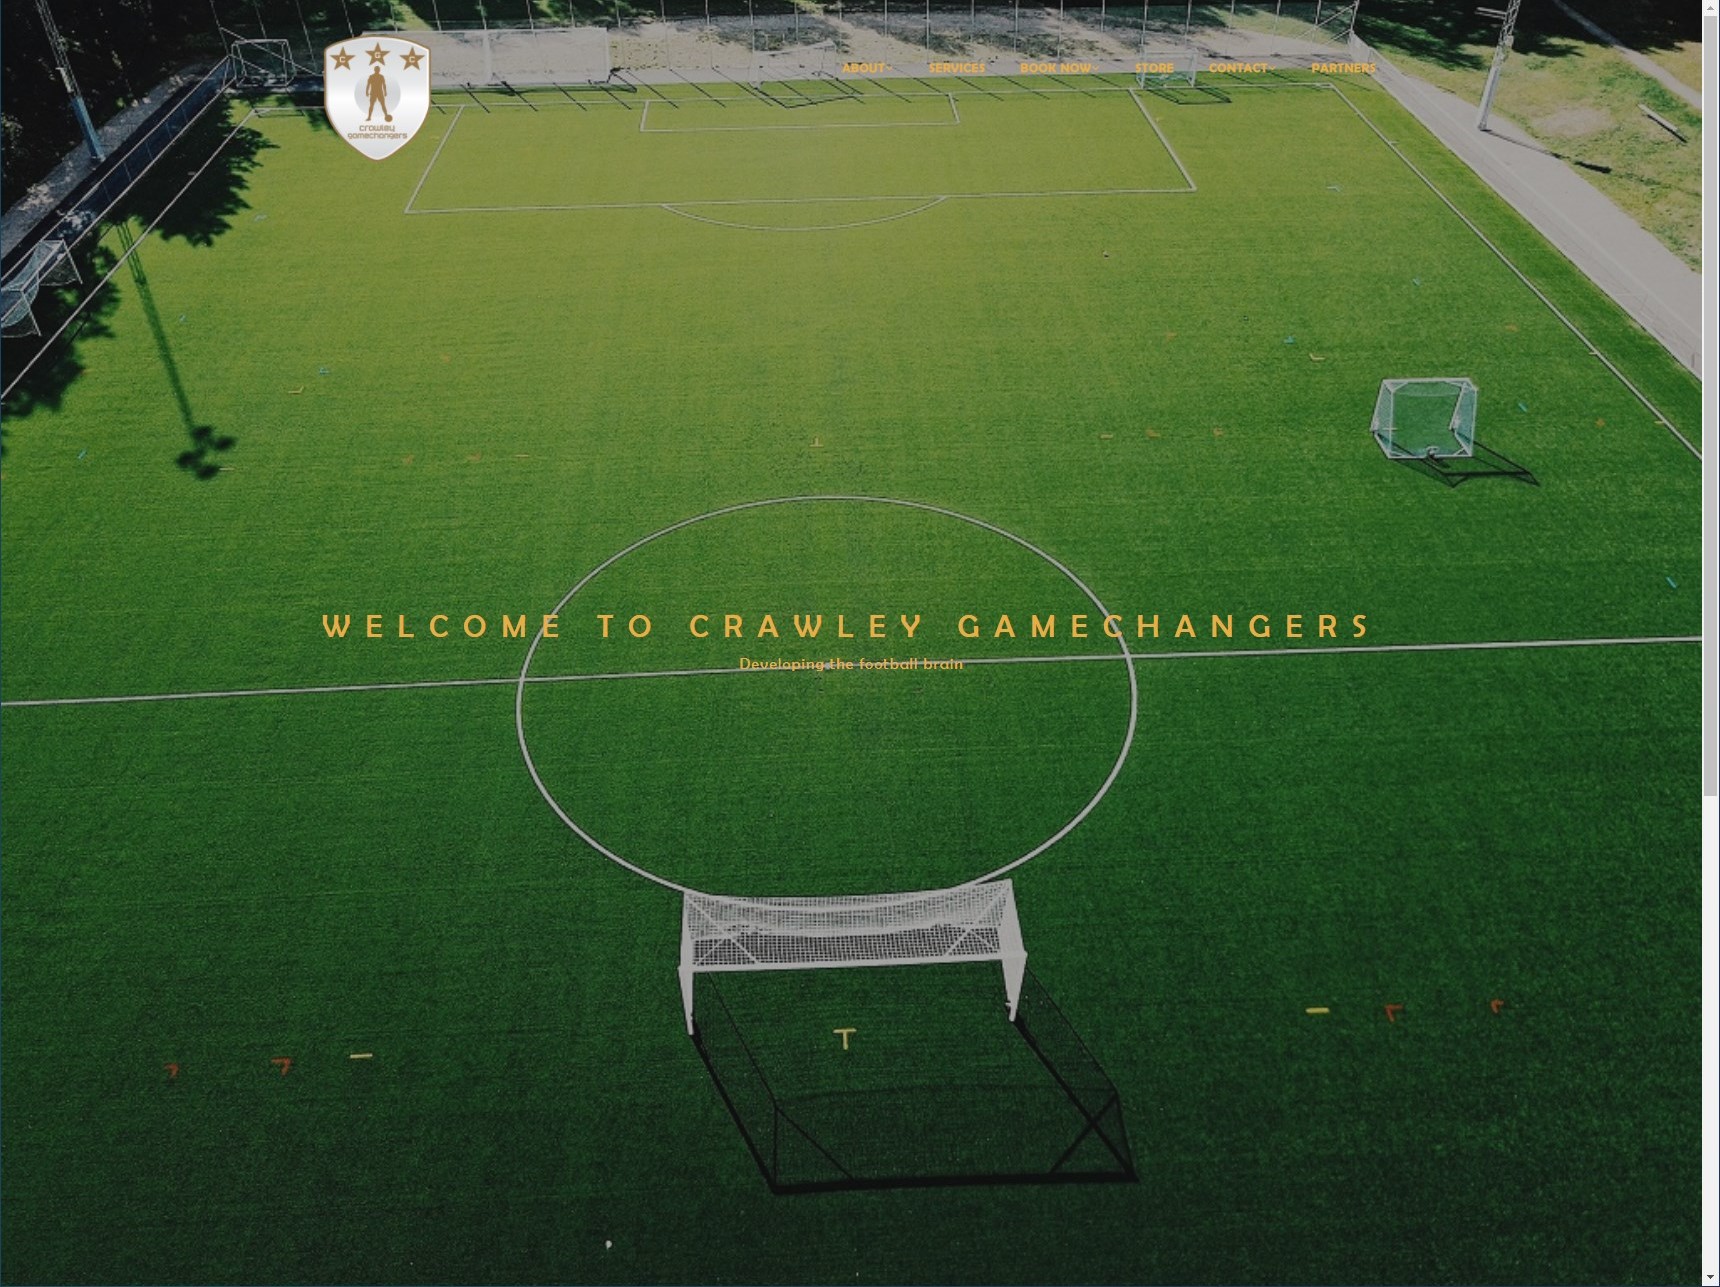 C G C
crawley
gamechangers
ABOUT SERVICES BOOK NOW STORE CONTACT PARTNERS
WELCOME TO CRAWLEY GAMECHANGERS
Developing the football brain